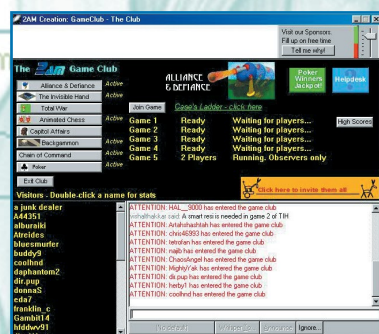 2AM Creation: GameClub - The Club
Visit our Sponsors.
Fill up on free time
Tell me why!
The 2am Game Club
Alliance & Defiance Active
The Invisible Hand Active
Total War Active
Animated Chess Active
Capitol Affairs
Backgammon Active
Chain of Command
Poker Active
Exit Club
ALLIANCE
& DEFIANCE
Poker
Winners
Jackpot!
Helpdesk
Join Game
Case's Ladder - click here
High Scores
Game 1 Ready Waiting for players...
Game 2 Ready Waiting for players...
Game 3 Ready Waiting for players...
Game 4 Ready Waiting for players...
Game 5 2 Players Running. Observers only
Click here to invite them all
Visitors - Double-click a name for stats
a junk dealer
A44351
alburaiki
Atreides
bluesmurfer
buddy9
coolhnd
daphantom2
dir.pup
donnaS
eda7
franklin_c
Gambit14
hlddwv91
ATTENTION: HAL__9000 has entered the game club
vishalthakkar said: A smart resi is needed in game 2 of TIH
ATTENTION: Artahshashtah has entered the game club
ATTENTION: chris46993 has entered the game club
ATTENTION: tetrolan has entered the game club
ATTENTION: najib has entered the game club
ATTENTION: ChaosAngel has entered the game club
ATTENTION: MightyYak has entered the game club
ATTENTION: dir.pup has entered the game club
ATTENTION: herby1 has entered the game club
ATTENTION: coolhnd has entered the game club
Whisper to...
Announce
Ignore...